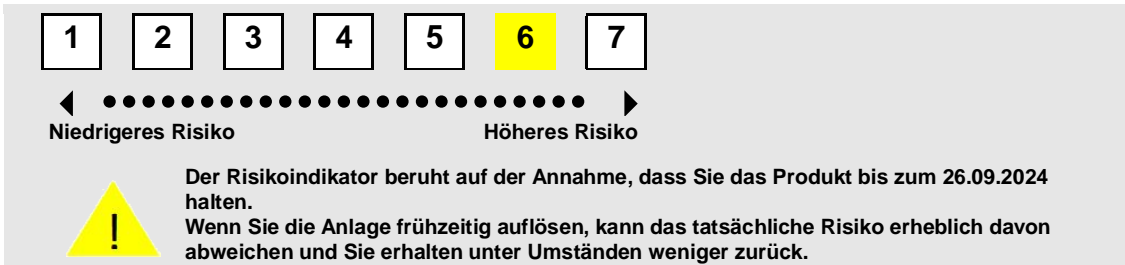 1 2 3 4 5 6 7
Niedrigeres Risiko Höheres Risiko
Der Risikoindikator beruht auf der Annahme, dass Sie das Produkt bis zum 26.09.2024
halten.
Wenn Sie die Anlage frühzeitig auflösen, kann das tatsächliche Risiko erheblich davon
! abweichen und Sie erhalten unter Umständen weniger zurück.